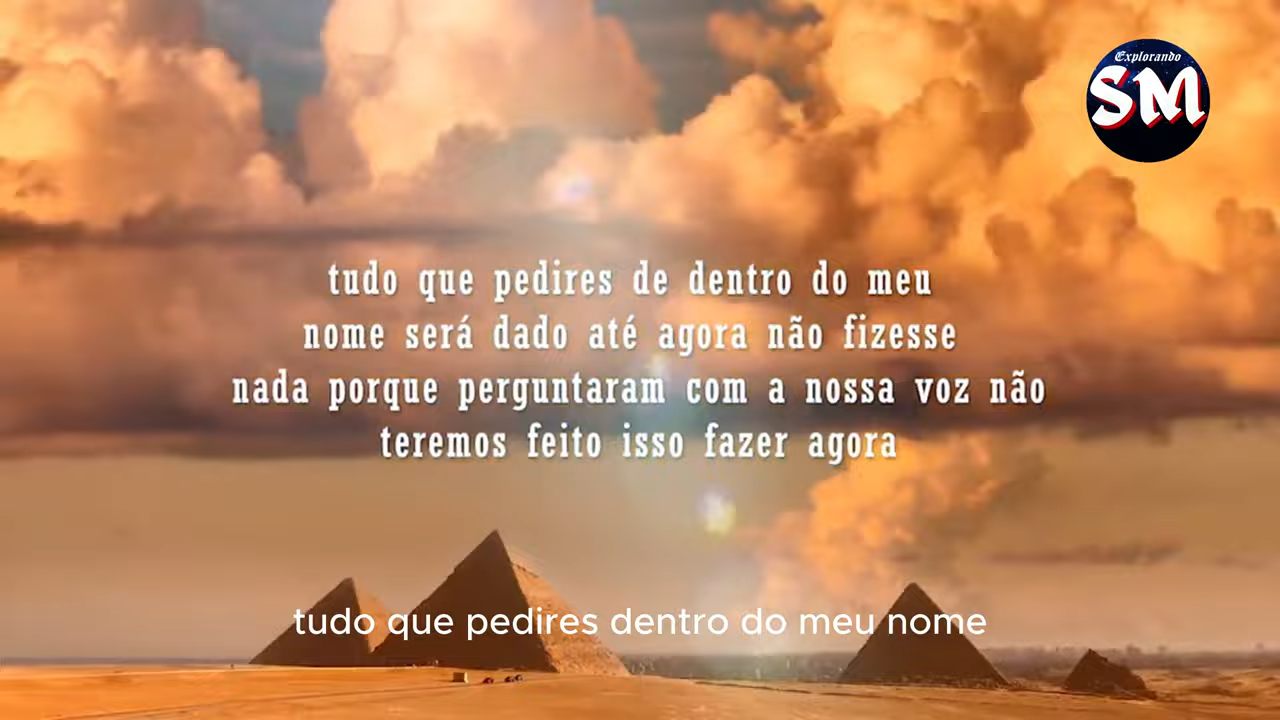 Explorando
SM
tudo que pedires de dentro do meu
nome será dado até agora não fizesse
nada porque perguntaram com a nossa voz não
teremos feito isso fazer agora
tudo que pedires dentro do meu nome